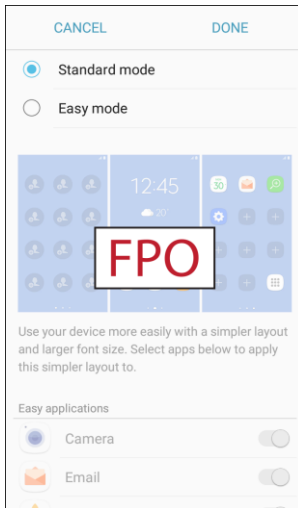 CANCEL DONE
Standard mode
Easy mode
12:45
20°
30
FPO
Use your device more easily with a simpler layout
and larger font size. Select apps below to apply
this simpler layout to.
Easy applications
Camera
Email